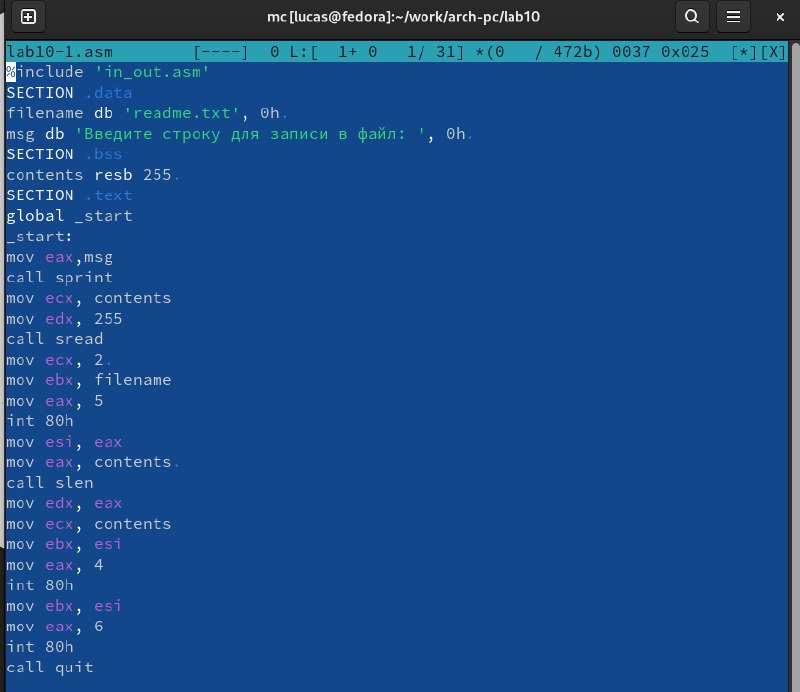 mc [lucas@fedora]:~/work/arch-pc/lab10
lab10-1.asm [----] 0 L:[ 1+ 0 1/ 31] *(0 / 472b) 0037 0x025 [*][X]
%include 'in_out.asm'
SECTION .data
filename db 'readme.txt', 0h.
msg db 'Введите строку для записи в файл: ', 0h.
SECTION .bss
contents resb 255.
SECTION .text
global _start
_start:
mov eax,msg
call sprint
mov ecx, contents
mov edx, 255
call sread
mov ecx, 2.
mov ebx, filename
mov eax, 5
int 80h
mov esi, eax
mov eax, contents.
call slen
mov edx, eax
mov ecx, contents
mov ebx, esi
mov eax, 4
int 80h
mov ebx, esi
mov eax, 6
int 80h
call quit